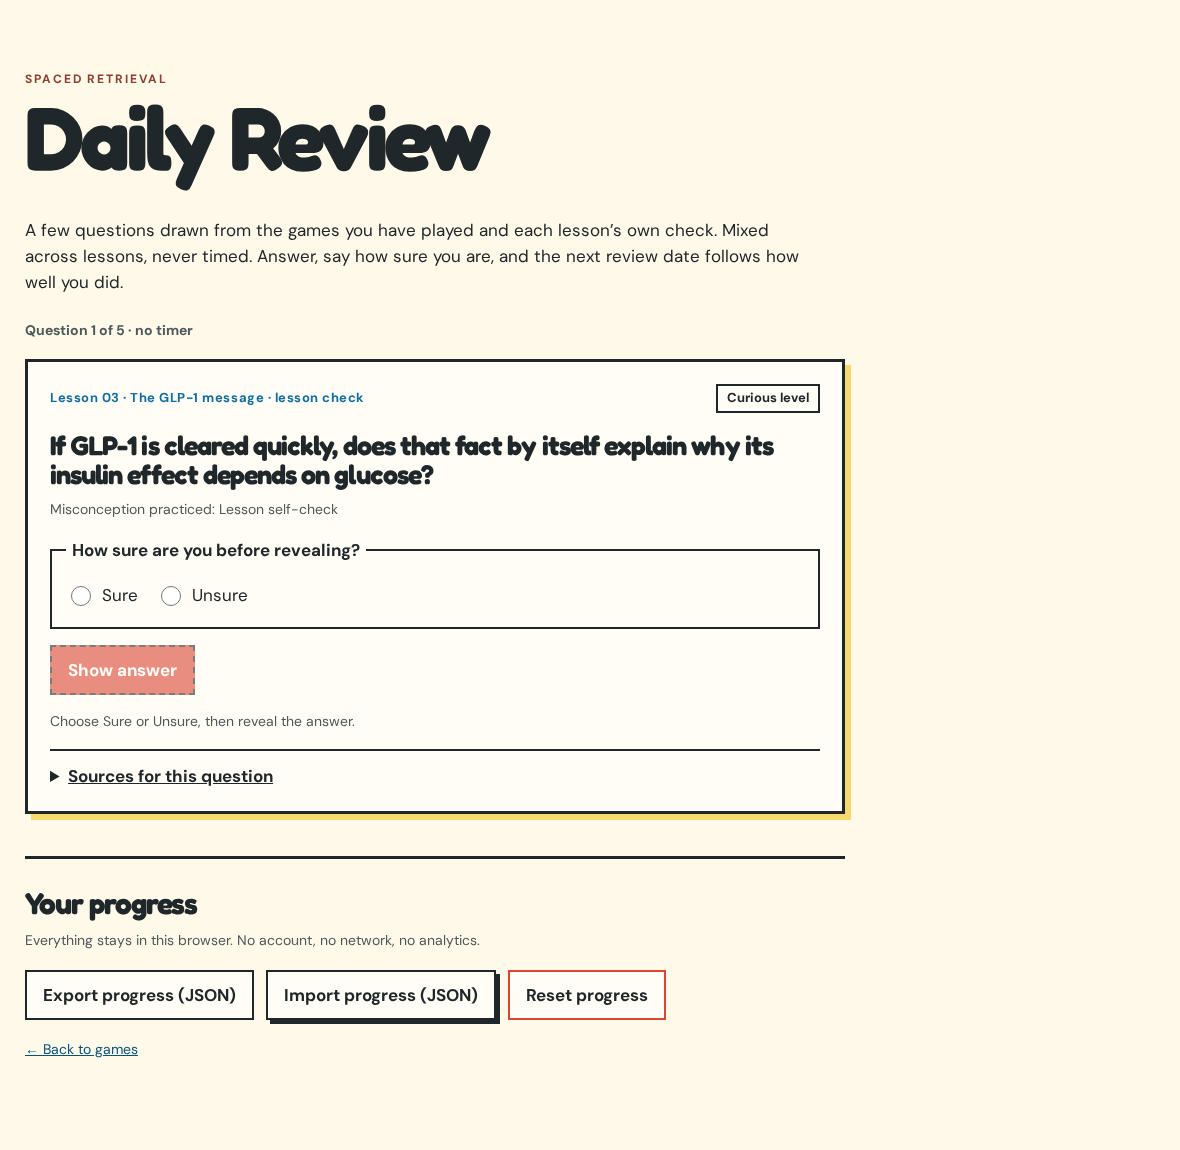 SPACED RETRIEVAL
Daily Review
A few questions drawn from the games you have played and each lesson’s own check. Mixed
across lessons, never timed. Answer, say how sure you are, and the next review date follows how
well you did.
Question 1 of 5 · no timer
Lesson 03 · The GLP-1 message · lesson check
Curious level
If GLP-1 is cleared quickly, does that fact by itself explain why its
insulin effect depends on glucose?
Misconception practiced: Lesson self-check
How sure are you before revealing?
Sure
Unsure
Show answer
Choose Sure or Unsure, then reveal the answer.
Sources for this question
Your progress
Everything stays in this browser. No account, no network, no analytics.
Export progress (JSON)
Import progress (JSON)
Reset progress
← Back to games